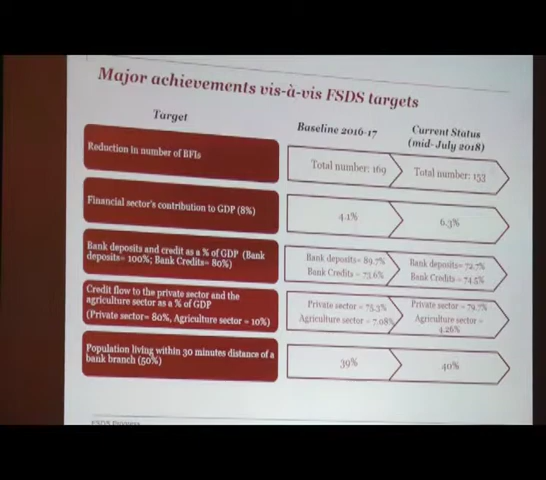 Major achievements vis-à-vis FSDS targets
Target
Baseline 2016-17
Current Status
(mid-July 2018)
Reduction in number of BFIs
Total number: 169
Total number: 153
Financial sector's contribution to GDP (8%)
4.1%
6.3%
Bank deposits and credit as a % of GDP (Bank
deposits= 100%; Bank Credits= 80%)
Bank deposits= 89.7%
Bank Credits = 73.6%
Bank deposits= 72.7%
Bank Credits= 74.5%
Credit flow to the private sector and the
agriculture sector as a % of GDP
(Private sector= 80%, Agriculture sector = 10%)
Private sector = 75.3%
Agriculture sector = 7.08%
Private sector = 79.7%
Agriculture sector =
4.26%
Population living within 30 minutes distance of a
bank branch (50%)
39%
40%
FSDS Progress